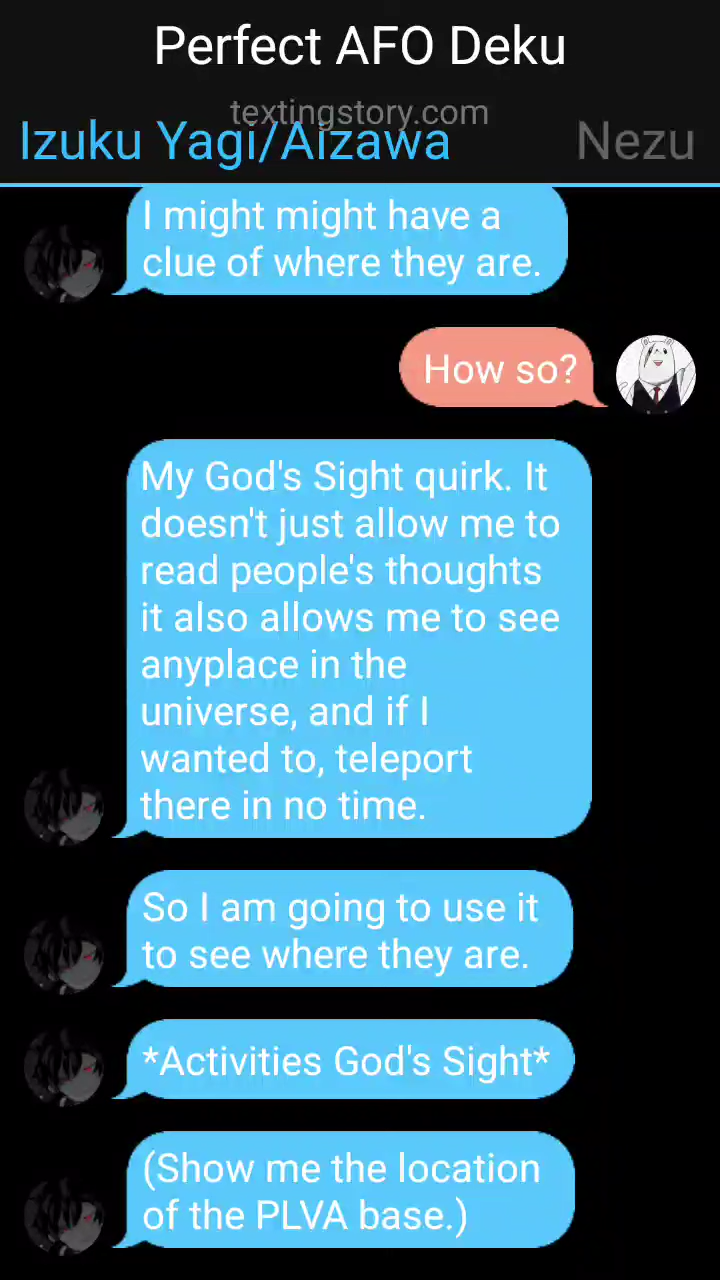 Perfect AFO Deku
textingstory.com
Izuku Yagi/Aizawa
Nezu
I might might have a
clue of where they are.
How so?
My God's Sight quirk. It
doesn't just allow me to
read people's thoughts
it also allows me to see
anyplace in the
universe, and if I
wanted to, teleport
there in no time.
So I am going to use it
to see where they are.
*Activities God's Sight*
(Show me the location
of the PLVA base.)